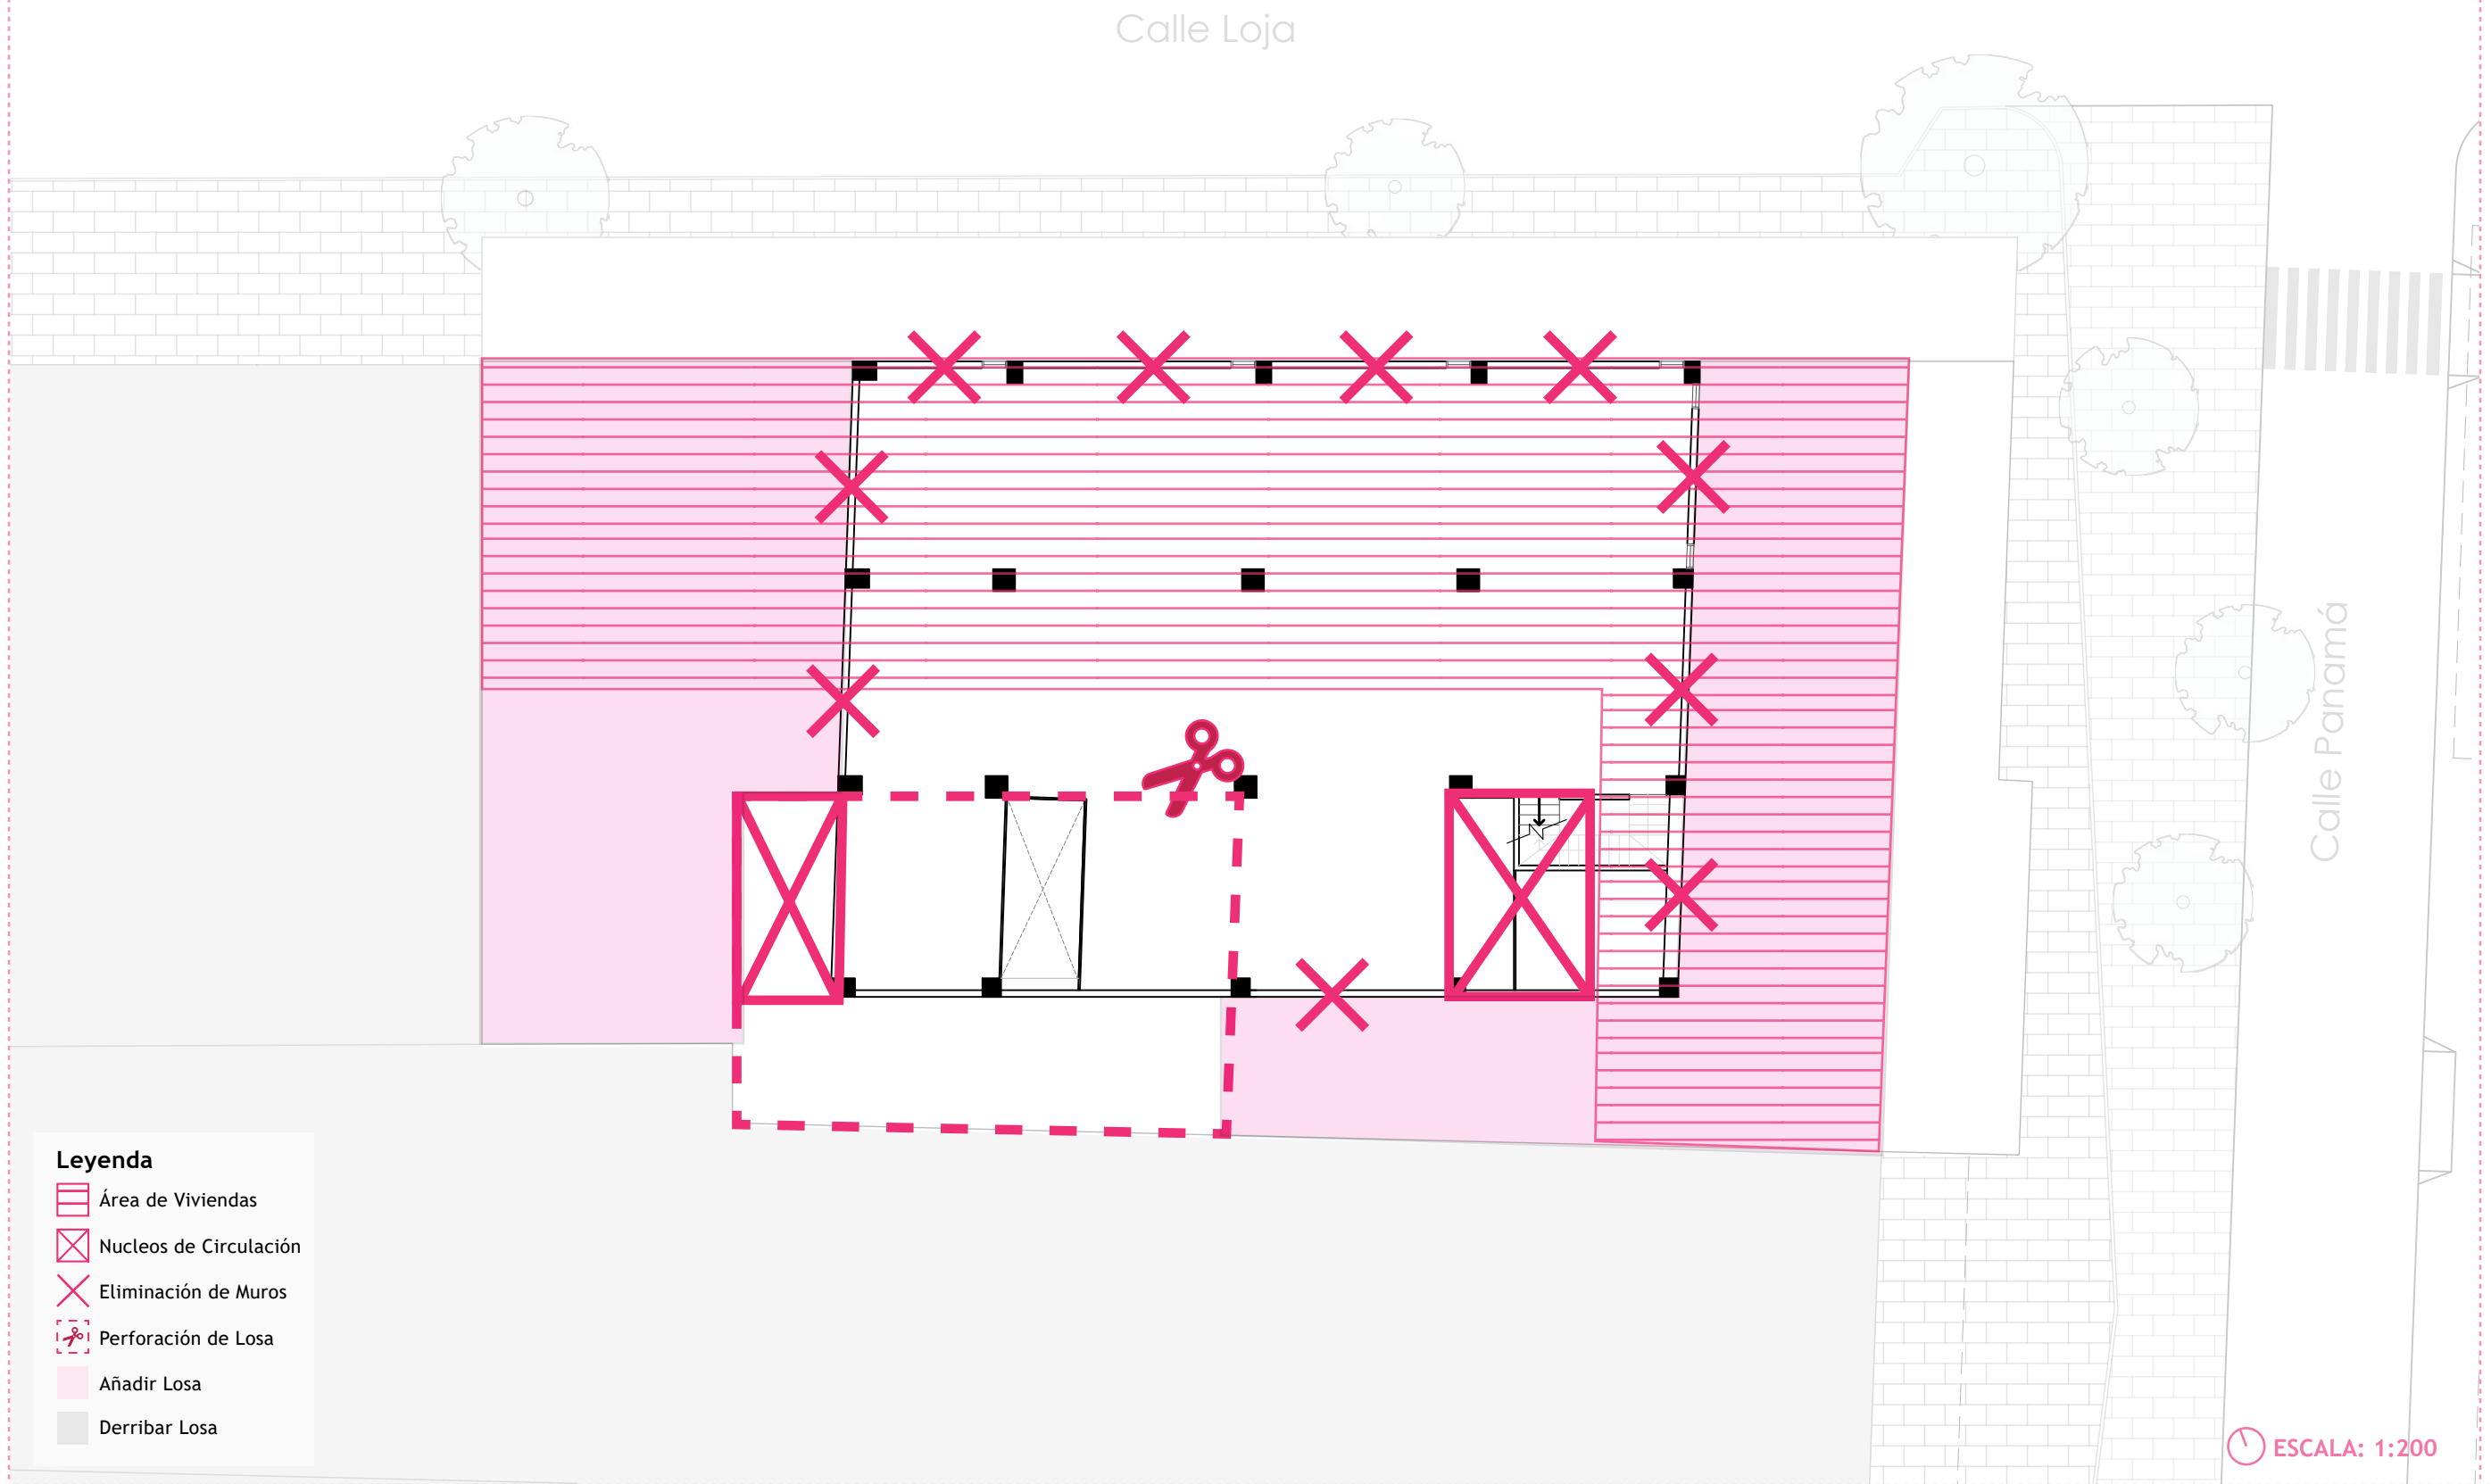 Calle Loja
Calle Panamá
Leyenda
Área de Viviendas
Nucleos de Circulación
Eliminación de Muros
Perforación de Losa
Añadir Losa
Derribar Losa
ESCALA: 1:200